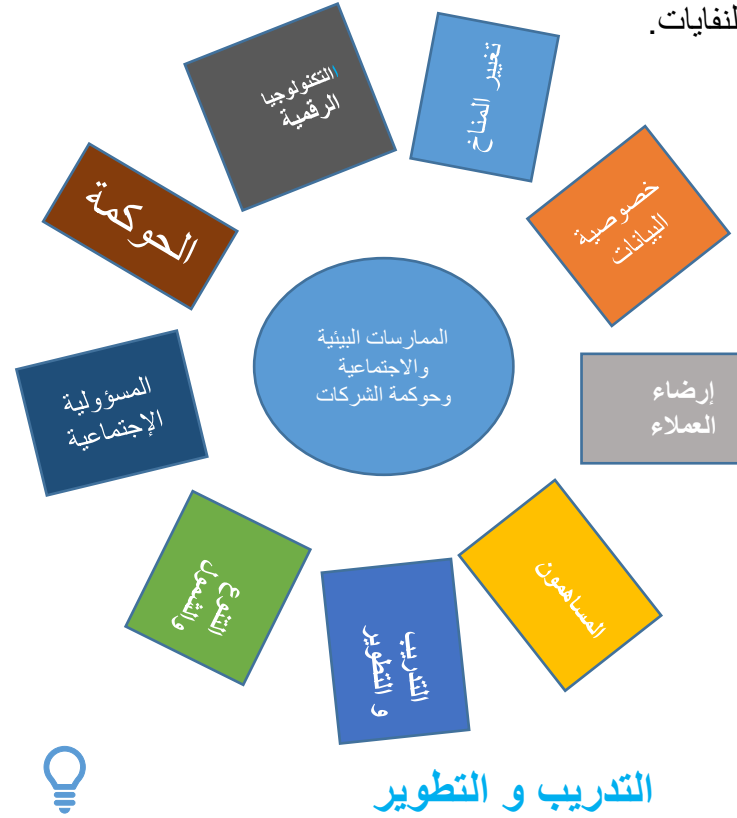 النفايات.
تغيير المناخ
التكنولوجيا
الرقمية
خصوصية
البيانات
الحوكمة
الممارسات البيئية
والاجتماعية
وحوكمة الشركات
إرضاء
العملاء
المسؤولية
الإجتماعية
المساهمون
التنوع
والشمول
التدريب
و التطوير
التدريب و التطوير